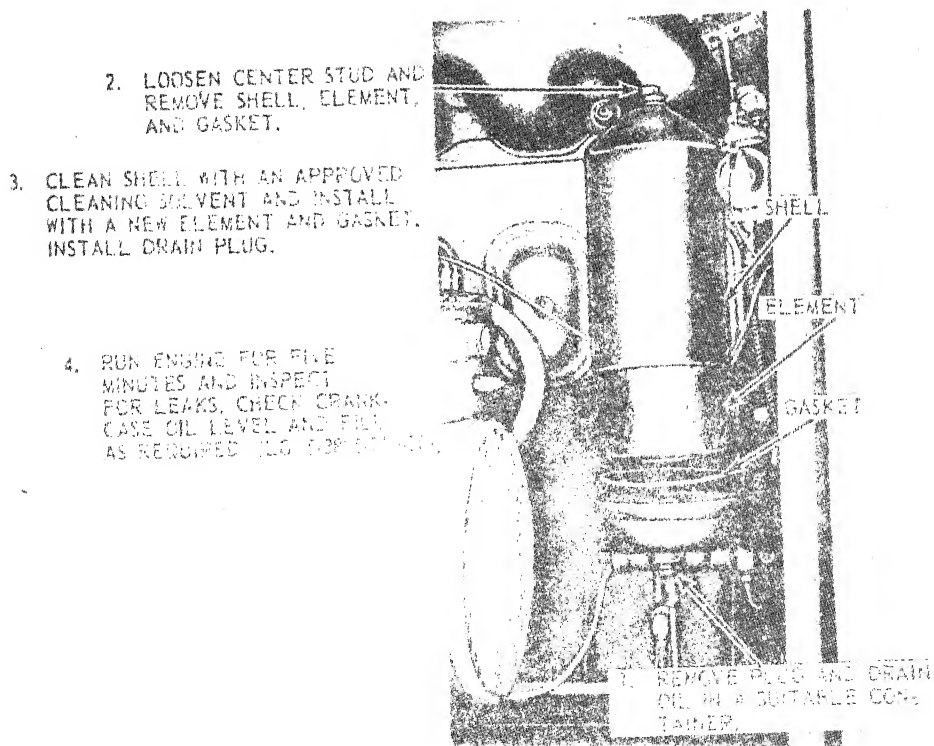 2. LOOSEN CENTER STUD AND
REMOVE SHELL, ELEMENT,
AND GASKET.
3. CLEAN SHELL WITH AN APPROVED
CLEANING SOLVENT AND INSTALL
WITH A NEW ELEMENT AND GASKET.
INSTALL DRAIN PLUG.
4. RUN ENGINE FOR FIVE
MINUTES AND INSPECT
FOR LEAKS. CHECK CRANK-
CASE OIL LEVEL AND FILL
AS REQUIRED
SHELL
ELEMENT
GASKET
1. REMOVE PLUG AND DRAIN
OIL IN A SUITABLE CON-
TAINER.